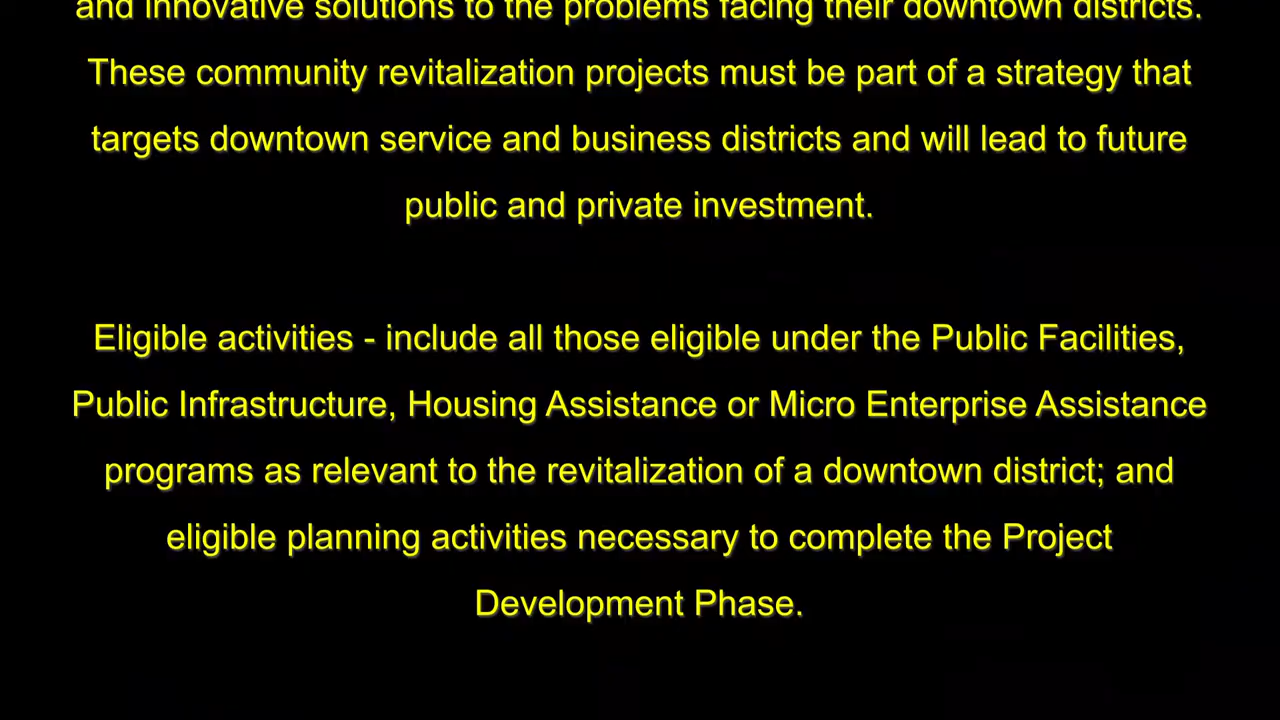 and innovative solutions to the problems facing their downtown districts.
These community revitalization projects must be part of a strategy that
targets downtown service and business districts and will lead to future
public and private investment.
Eligible activities - include all those eligible under the Public Facilities,
Public Infrastructure, Housing Assistance or Micro Enterprise Assistance
programs as relevant to the revitalization of a downtown district; and
eligible planning activities necessary to complete the Project
Development Phase.